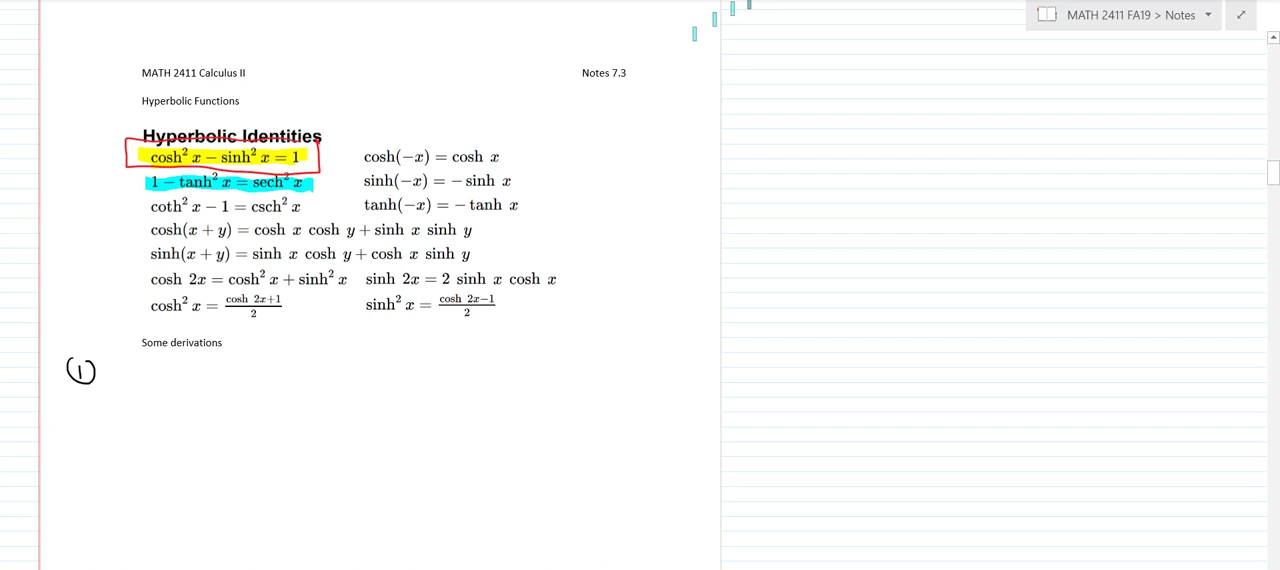 MATH 2411 FA19 > Notes
MATH 2411 Calculus II Notes 7.3
Hyperbolic Functions
Hyperbolic Identities
cosh² x − sinh² x = 1 cosh(−x) = cosh x
1 − tanh² x = sech² x sinh(−x) = − sinh x
coth² x − 1 = csch² x tanh(−x) = − tanh x
cosh(x + y) = cosh x cosh y + sinh x sinh y
sinh(x + y) = sinh x cosh y + cosh x sinh y
cosh 2x = cosh² x + sinh² x sinh 2x = 2 sinh x cosh x
cosh² x = (cosh 2x+1)/2 sinh² x = (cosh 2x−1)/2
Some derivations
①